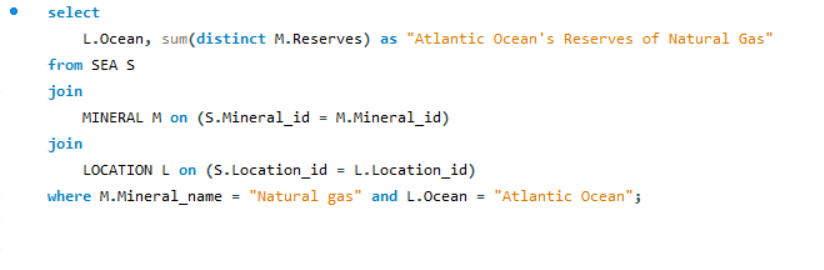 select
L.Ocean, sum(distinct M.Reserves) as "Atlantic Ocean's Reserves of Natural Gas"
from SEA S
join
MINERAL M on (S.Mineral_id = M.Mineral_id)
join
LOCATION L on (S.Location_id = L.Location_id)
where M.Mineral_name = "Natural gas" and L.Ocean = "Atlantic Ocean";